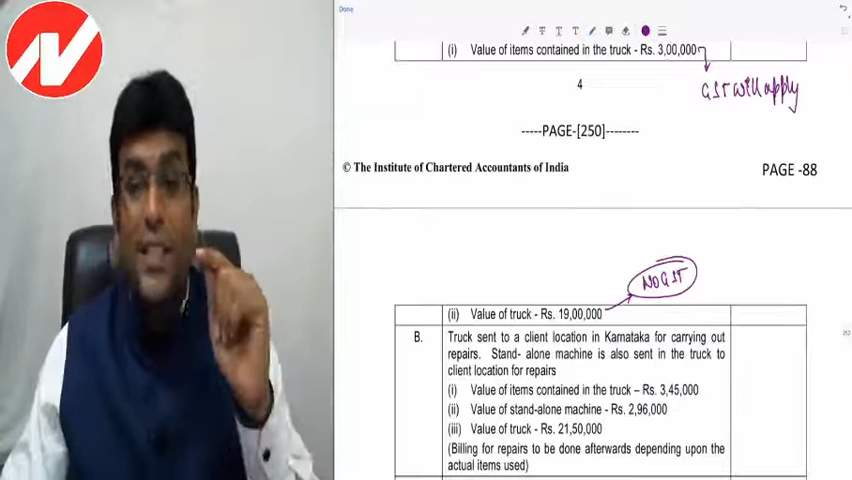 Done
(i) Value of items contained in the truck - Rs. 3,00,000
GST will apply
4
-----PAGE-[250]--------
© The Institute of Chartered Accountants of India
PAGE -88
NO GST
(ii) Value of truck - Rs. 19,00,000
B. Truck sent to a client location in Karnataka for carrying out
repairs. Stand- alone machine is also sent in the truck to
client location for repairs
(i) Value of items contained in the truck – Rs. 3,45,000
(ii) Value of stand-alone machine - Rs. 2,96,000
(iii) Value of truck - Rs. 21,50,000
(Billing for repairs to be done afterwards depending upon the
actual items used)